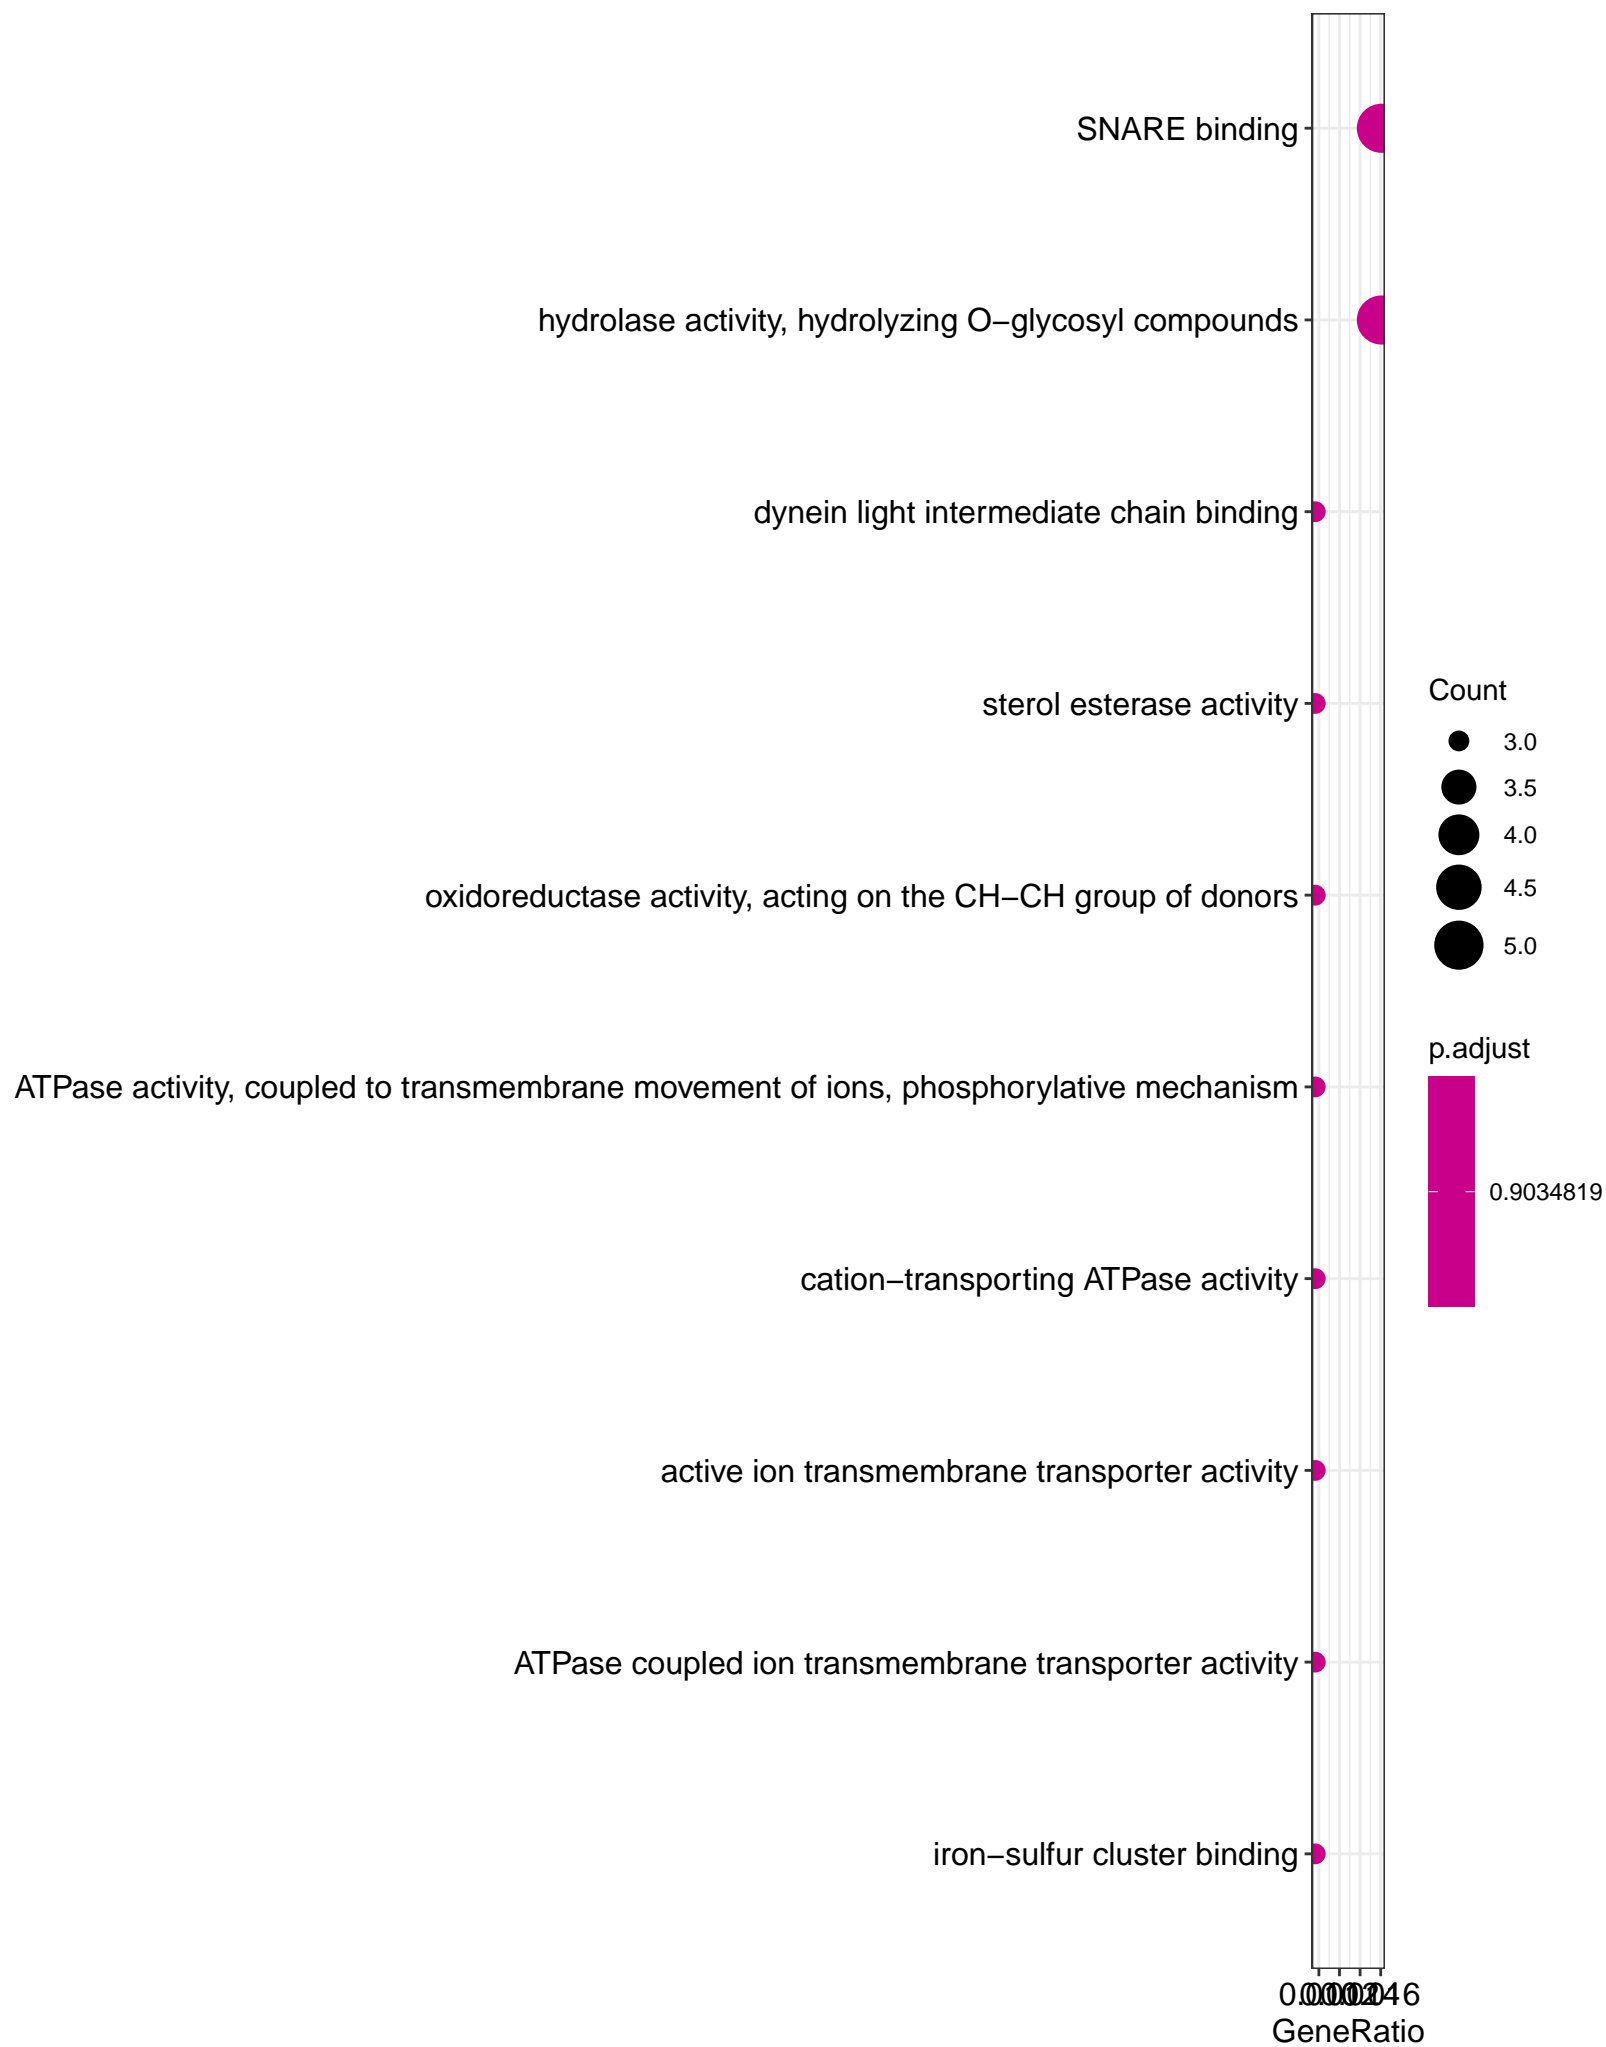 SNARE binding
hydrolase activity, hydrolyzing O−glycosyl compounds
dynein light intermediate chain binding
sterol esterase activity
oxidoreductase activity, acting on the CH−CH group of donors
ATPase activity, coupled to transmembrane movement of ions, phosphorylative mechanism
cation−transporting ATPase activity
active ion transmembrane transporter activity
ATPase coupled ion transmembrane transporter activity
iron−sulfur cluster binding
GeneRatio
Count
3.0
3.5
4.0
4.5
5.0
p.adjust
0.9034819